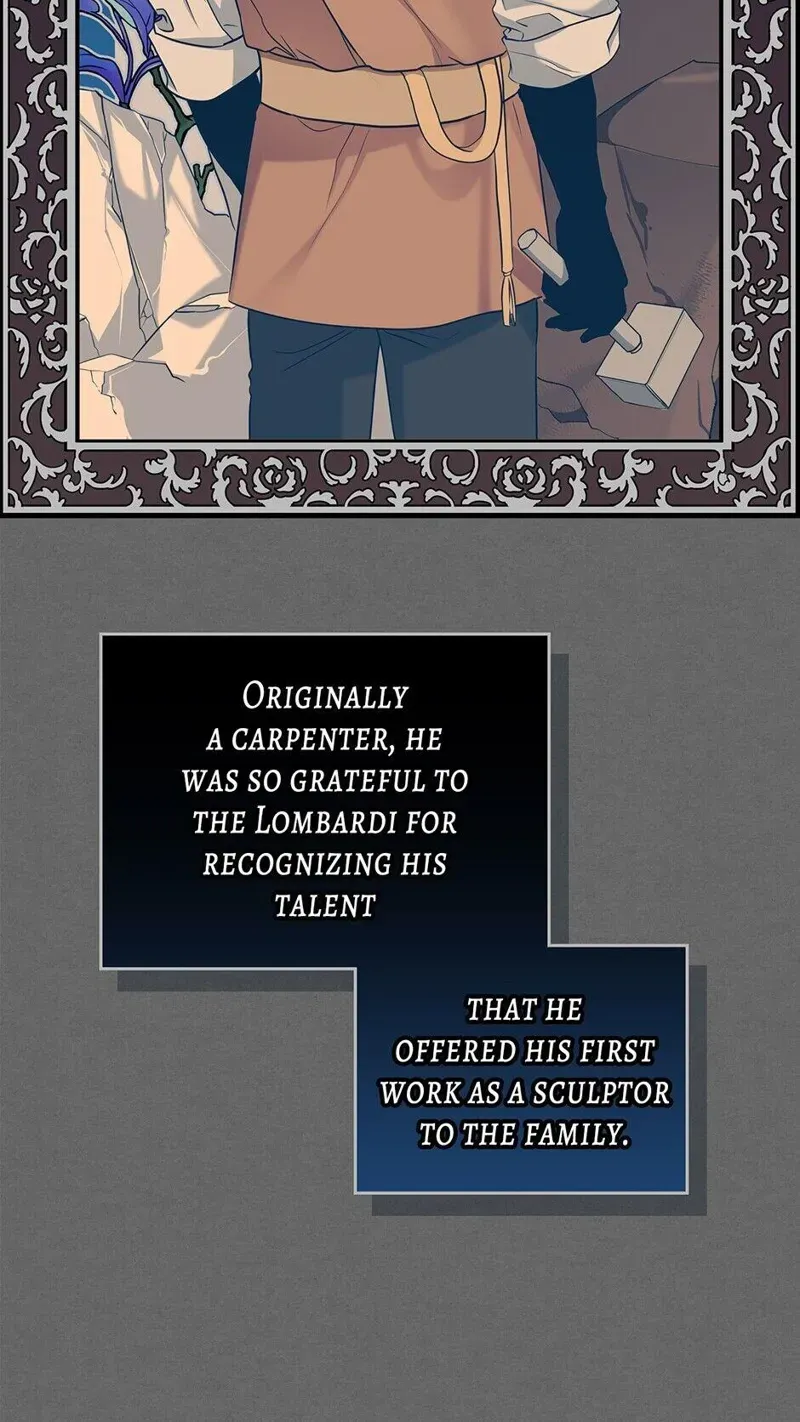 ORIGINALLY
A CARPENTER, HE
WAS SO GRATEFUL TO
THE LOMBARDI FOR
RECOGNIZING HIS
TALENT
THAT HE
OFFERED HIS FIRST
WORK AS A SCULPTOR
TO THE FAMILY.